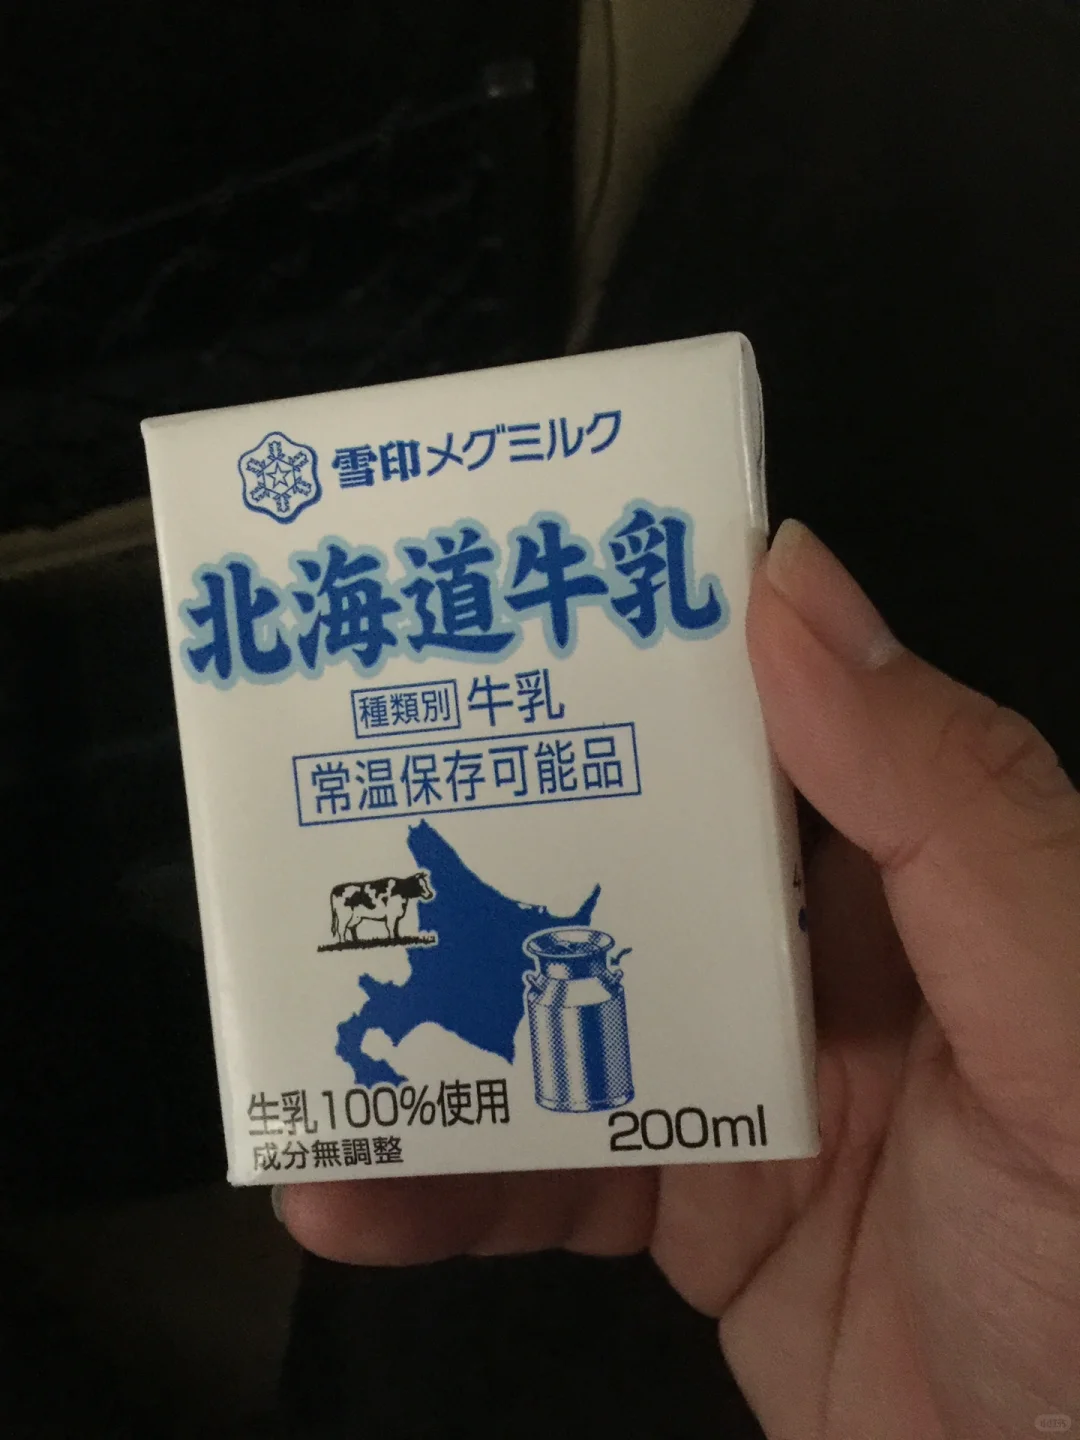 雪印メグミルク
北海道牛乳
種類別 牛乳
常温保存可能品
生乳100%使用
成分無調整
200ml